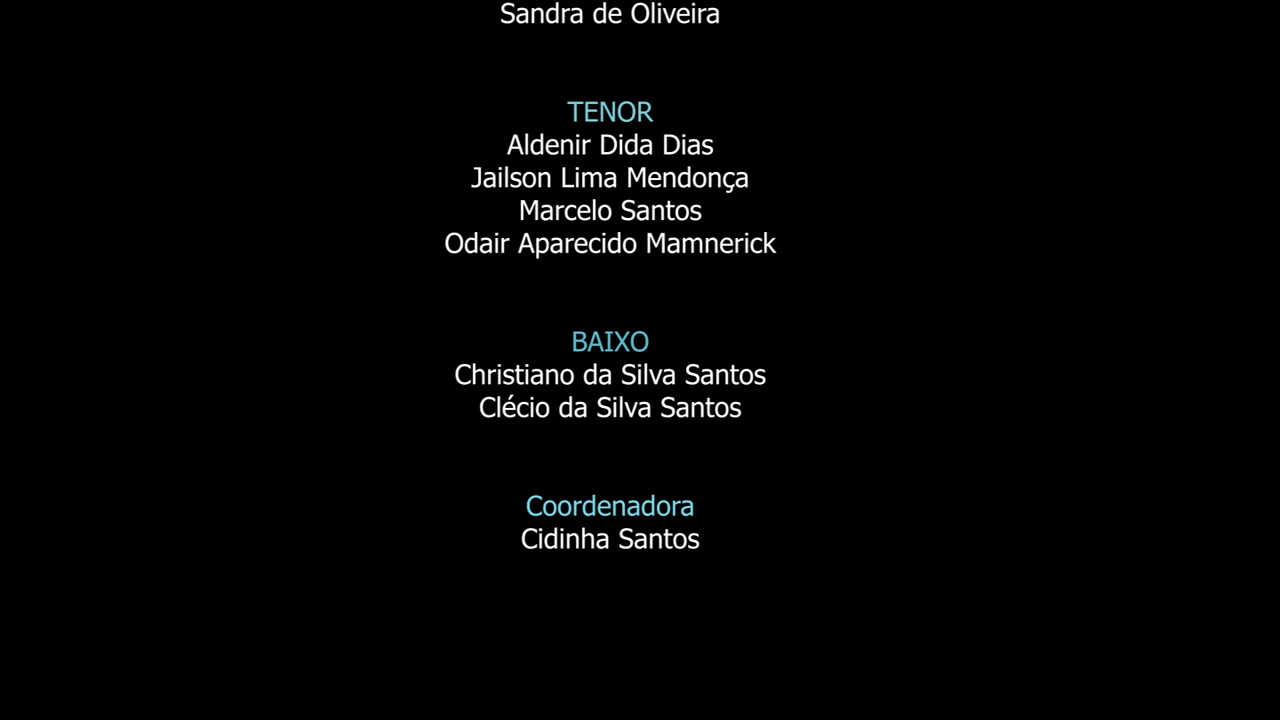 Sandra de Oliveira
TENOR
Aldenir Dida Dias
Jailson Lima Mendonça
Marcelo Santos
Odair Aparecido Mamnerick
BAIXO
Christiano da Silva Santos
Clécio da Silva Santos
Coordenadora
Cidinha Santos